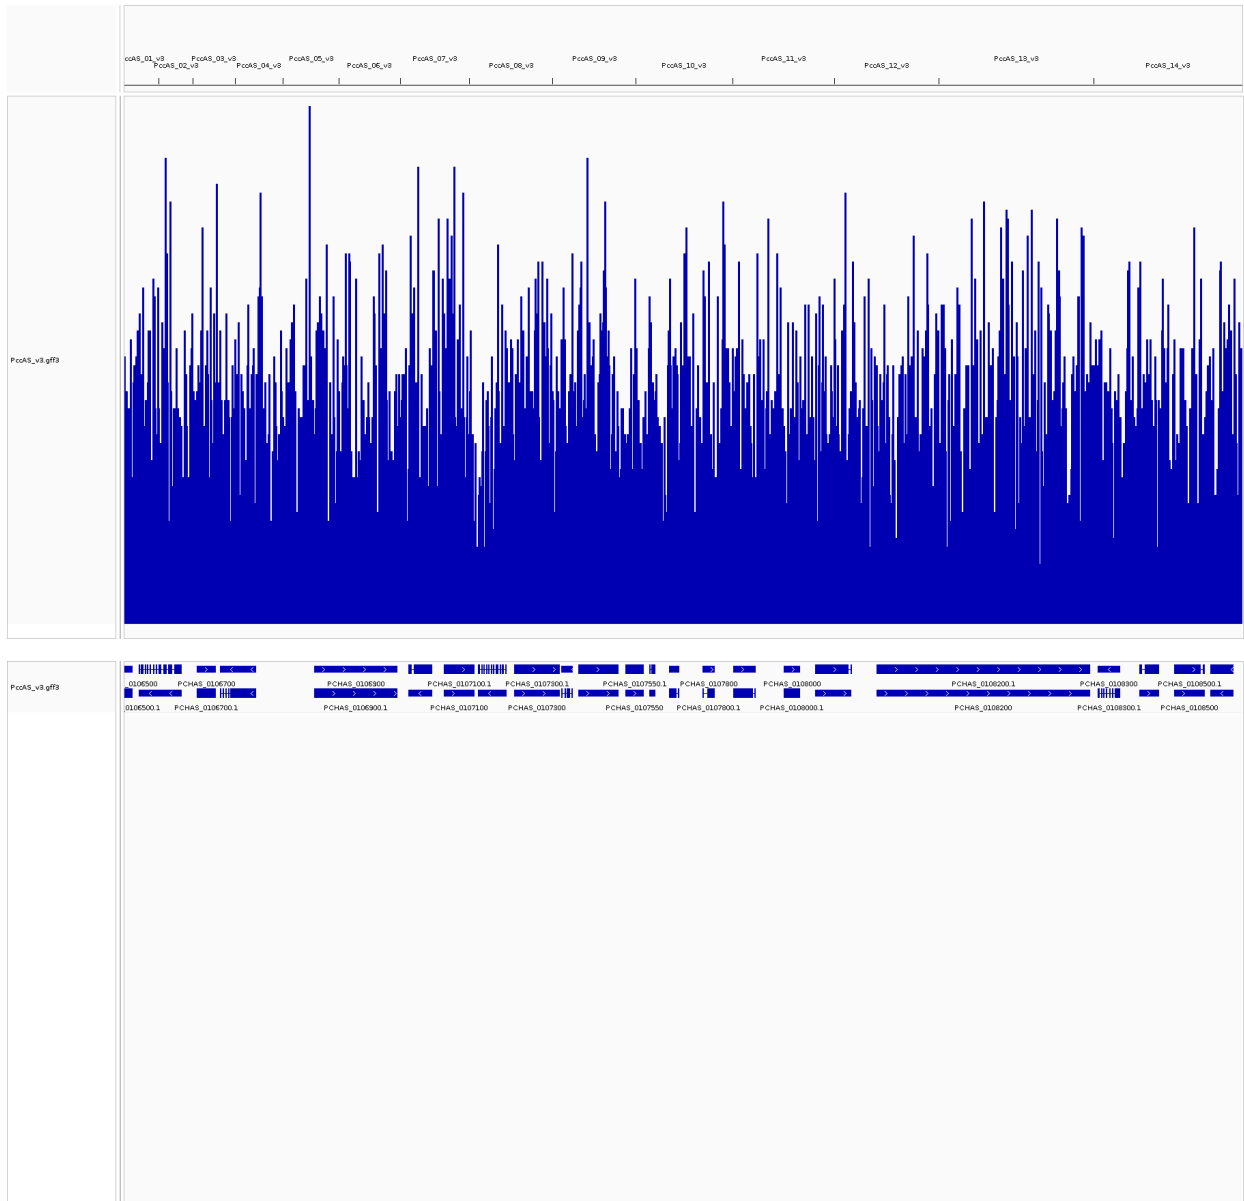 ccAS_01_v3 PccAS_03_v3 PccAS_05_v3 PccAS_07_v3 PccAS_09_v3 PccAS_11_v3 PccAS_13_v3
PccAS_02_v3 PccAS_04_v3 PccAS_06_v3 PccAS_08_v3 PccAS_10_v3 PccAS_12_v3 PccAS_14_v3
PccAS_v3.gff3
PccAS_v3.gff3
_0106500 PCHAS_0106700 PCHAS_0106900 PCHAS_0107100.1 PCHAS_0107300.1 PCHAS_0107550.1 PCHAS_0107800 PCHAS_0108000 PCHAS_0108200.1 PCHAS_0108300 PCHAS_0108500.1
0106500.1 PCHAS_0106700.1 PCHAS_0106900.1 PCHAS_0107100 PCHAS_0107300 PCHAS_0107550 PCHAS_0107800.1 PCHAS_0108000.1 PCHAS_0108200 PCHAS_0108300.1 PCHAS_0108500